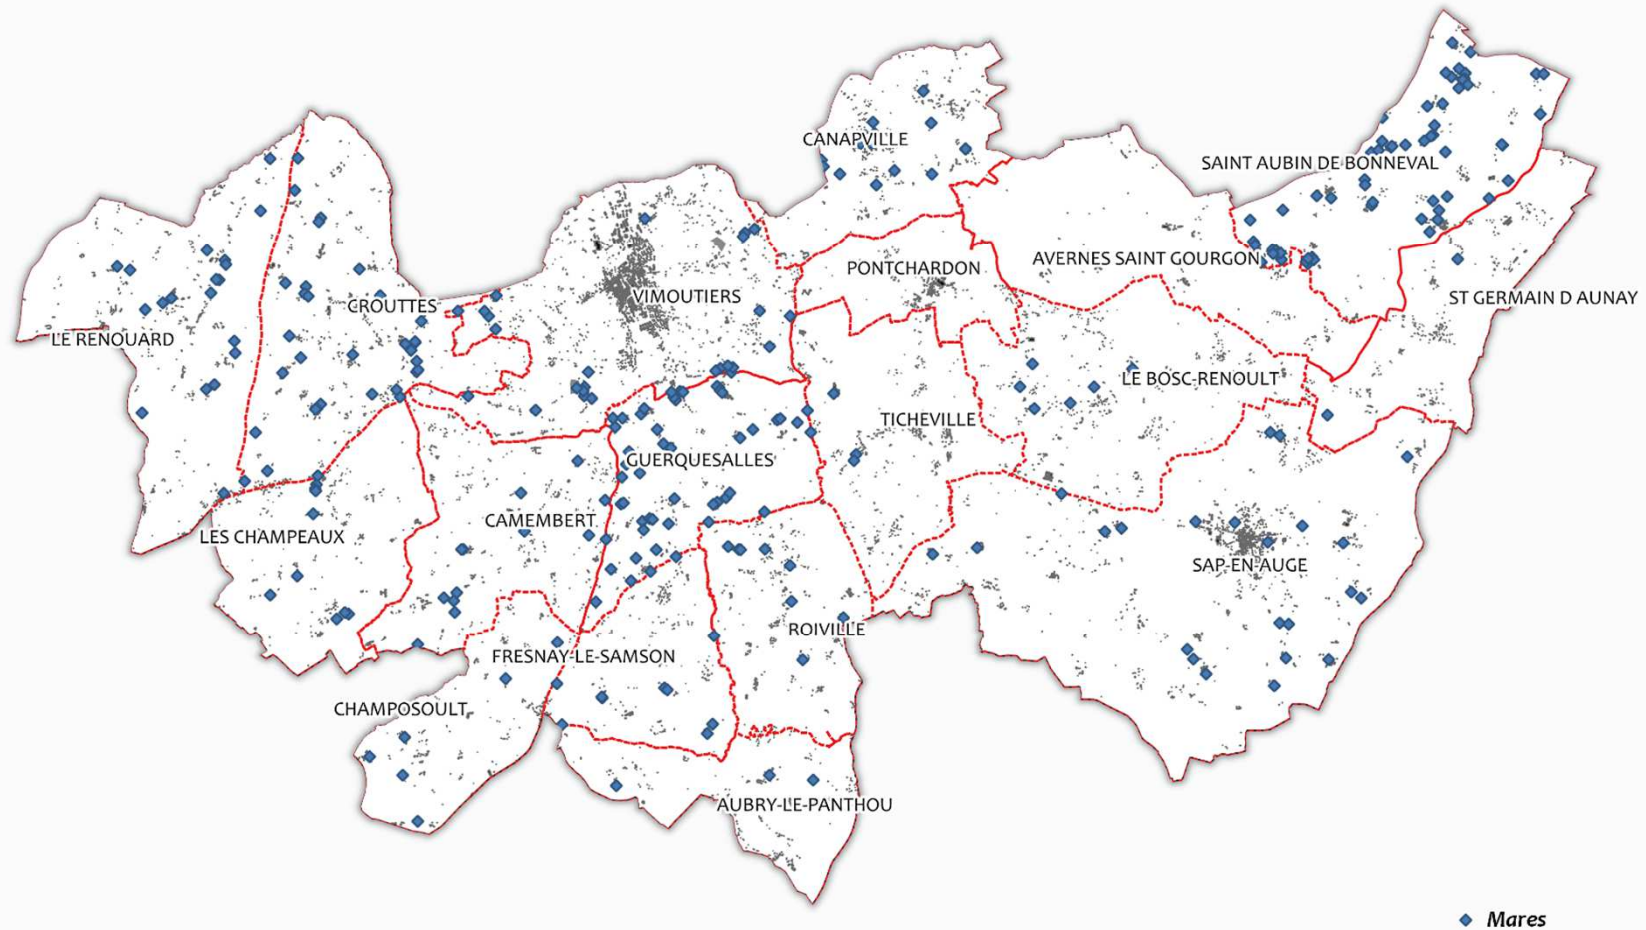 CANAPVILLE
SAINT AUBIN DE BONNEVAL
AVERNES SAINT GOURGON
PONTCHARDON
VIMOUTIERS
ST GERMAIN D AUNAY
CROUTTES
LE RENOUARD
LE BOSC-RENOULT
TICHEVILLE
GUERQUESALLES
CAMEMBERT
LES CHAMPEAUX
SAP-EN-AUGE
ROIVILLE
FRESNAY-LE-SAMSON
CHAMPOSOULT
AUBRY-LE-PANTHOU
Mares